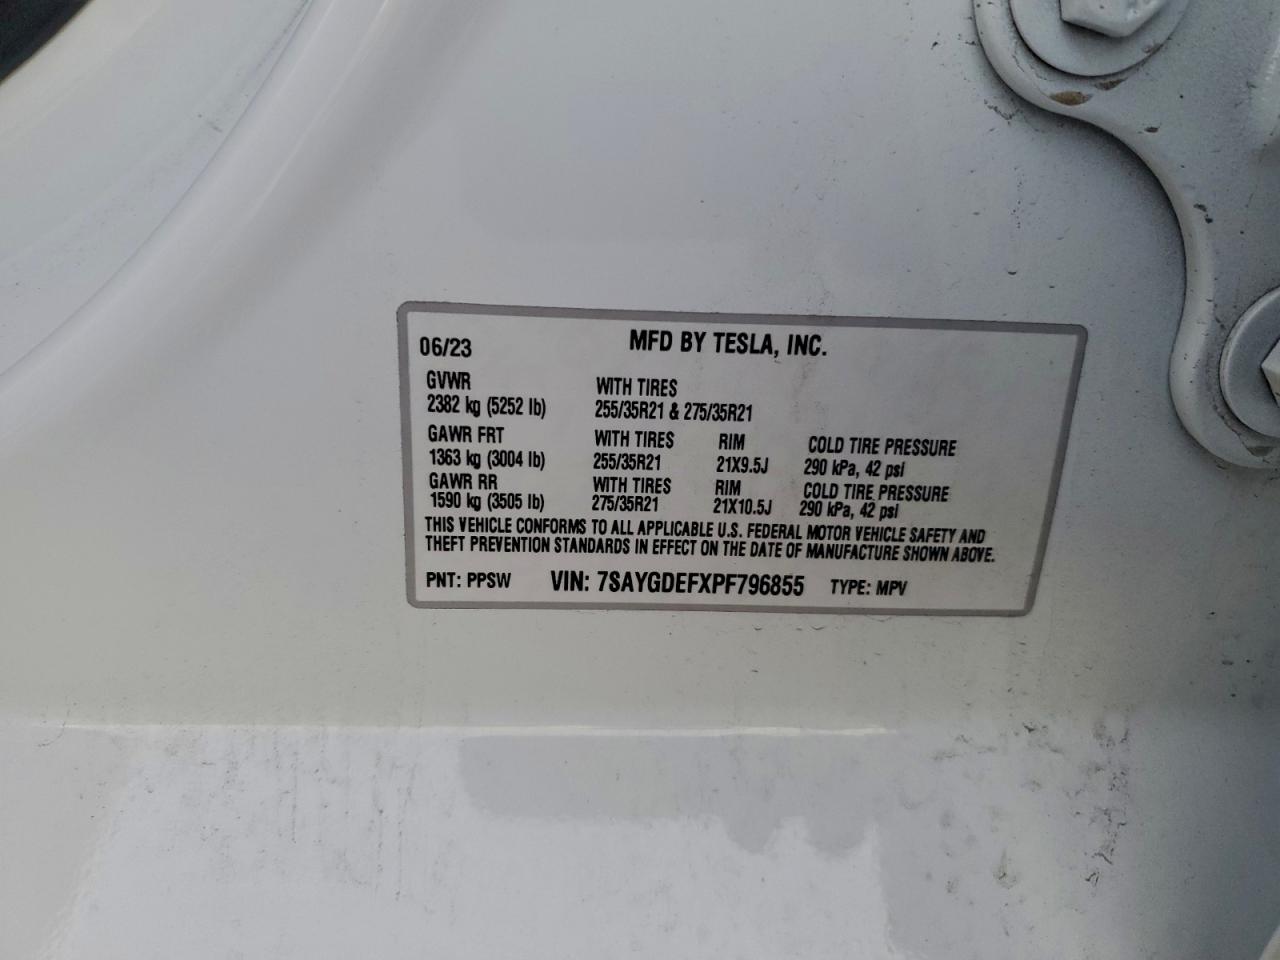 06/23 MFD BY TESLA, INC.
GVWR WITH TIRES
2382 kg (5252 lb) 255/35R21 & 275/35R21
GAWR FRT WITH TIRES RIM COLD TIRE PRESSURE
1363 kg (3004 lb) 255/35R21 21X9.5J 290 kPa, 42 psi
GAWR RR WITH TIRES RIM COLD TIRE PRESSURE
1590 kg (3505 lb) 275/35R21 21X10.5J 290 kPa, 42 psi
THIS VEHICLE CONFORMS TO ALL APPLICABLE U.S. FEDERAL MOTOR VEHICLE SAFETY AND
THEFT PREVENTION STANDARDS IN EFFECT ON THE DATE OF MANUFACTURE SHOWN ABOVE.
PNT: PPSW VIN: 7SAYGDEFXPF796855 TYPE: MPV